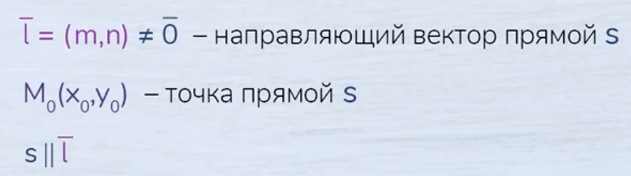 l̅ = (m,n) ≠ 0̅ – направляющий вектор прямой s
M₀(x₀,y₀) – точка прямой s
s || l̅